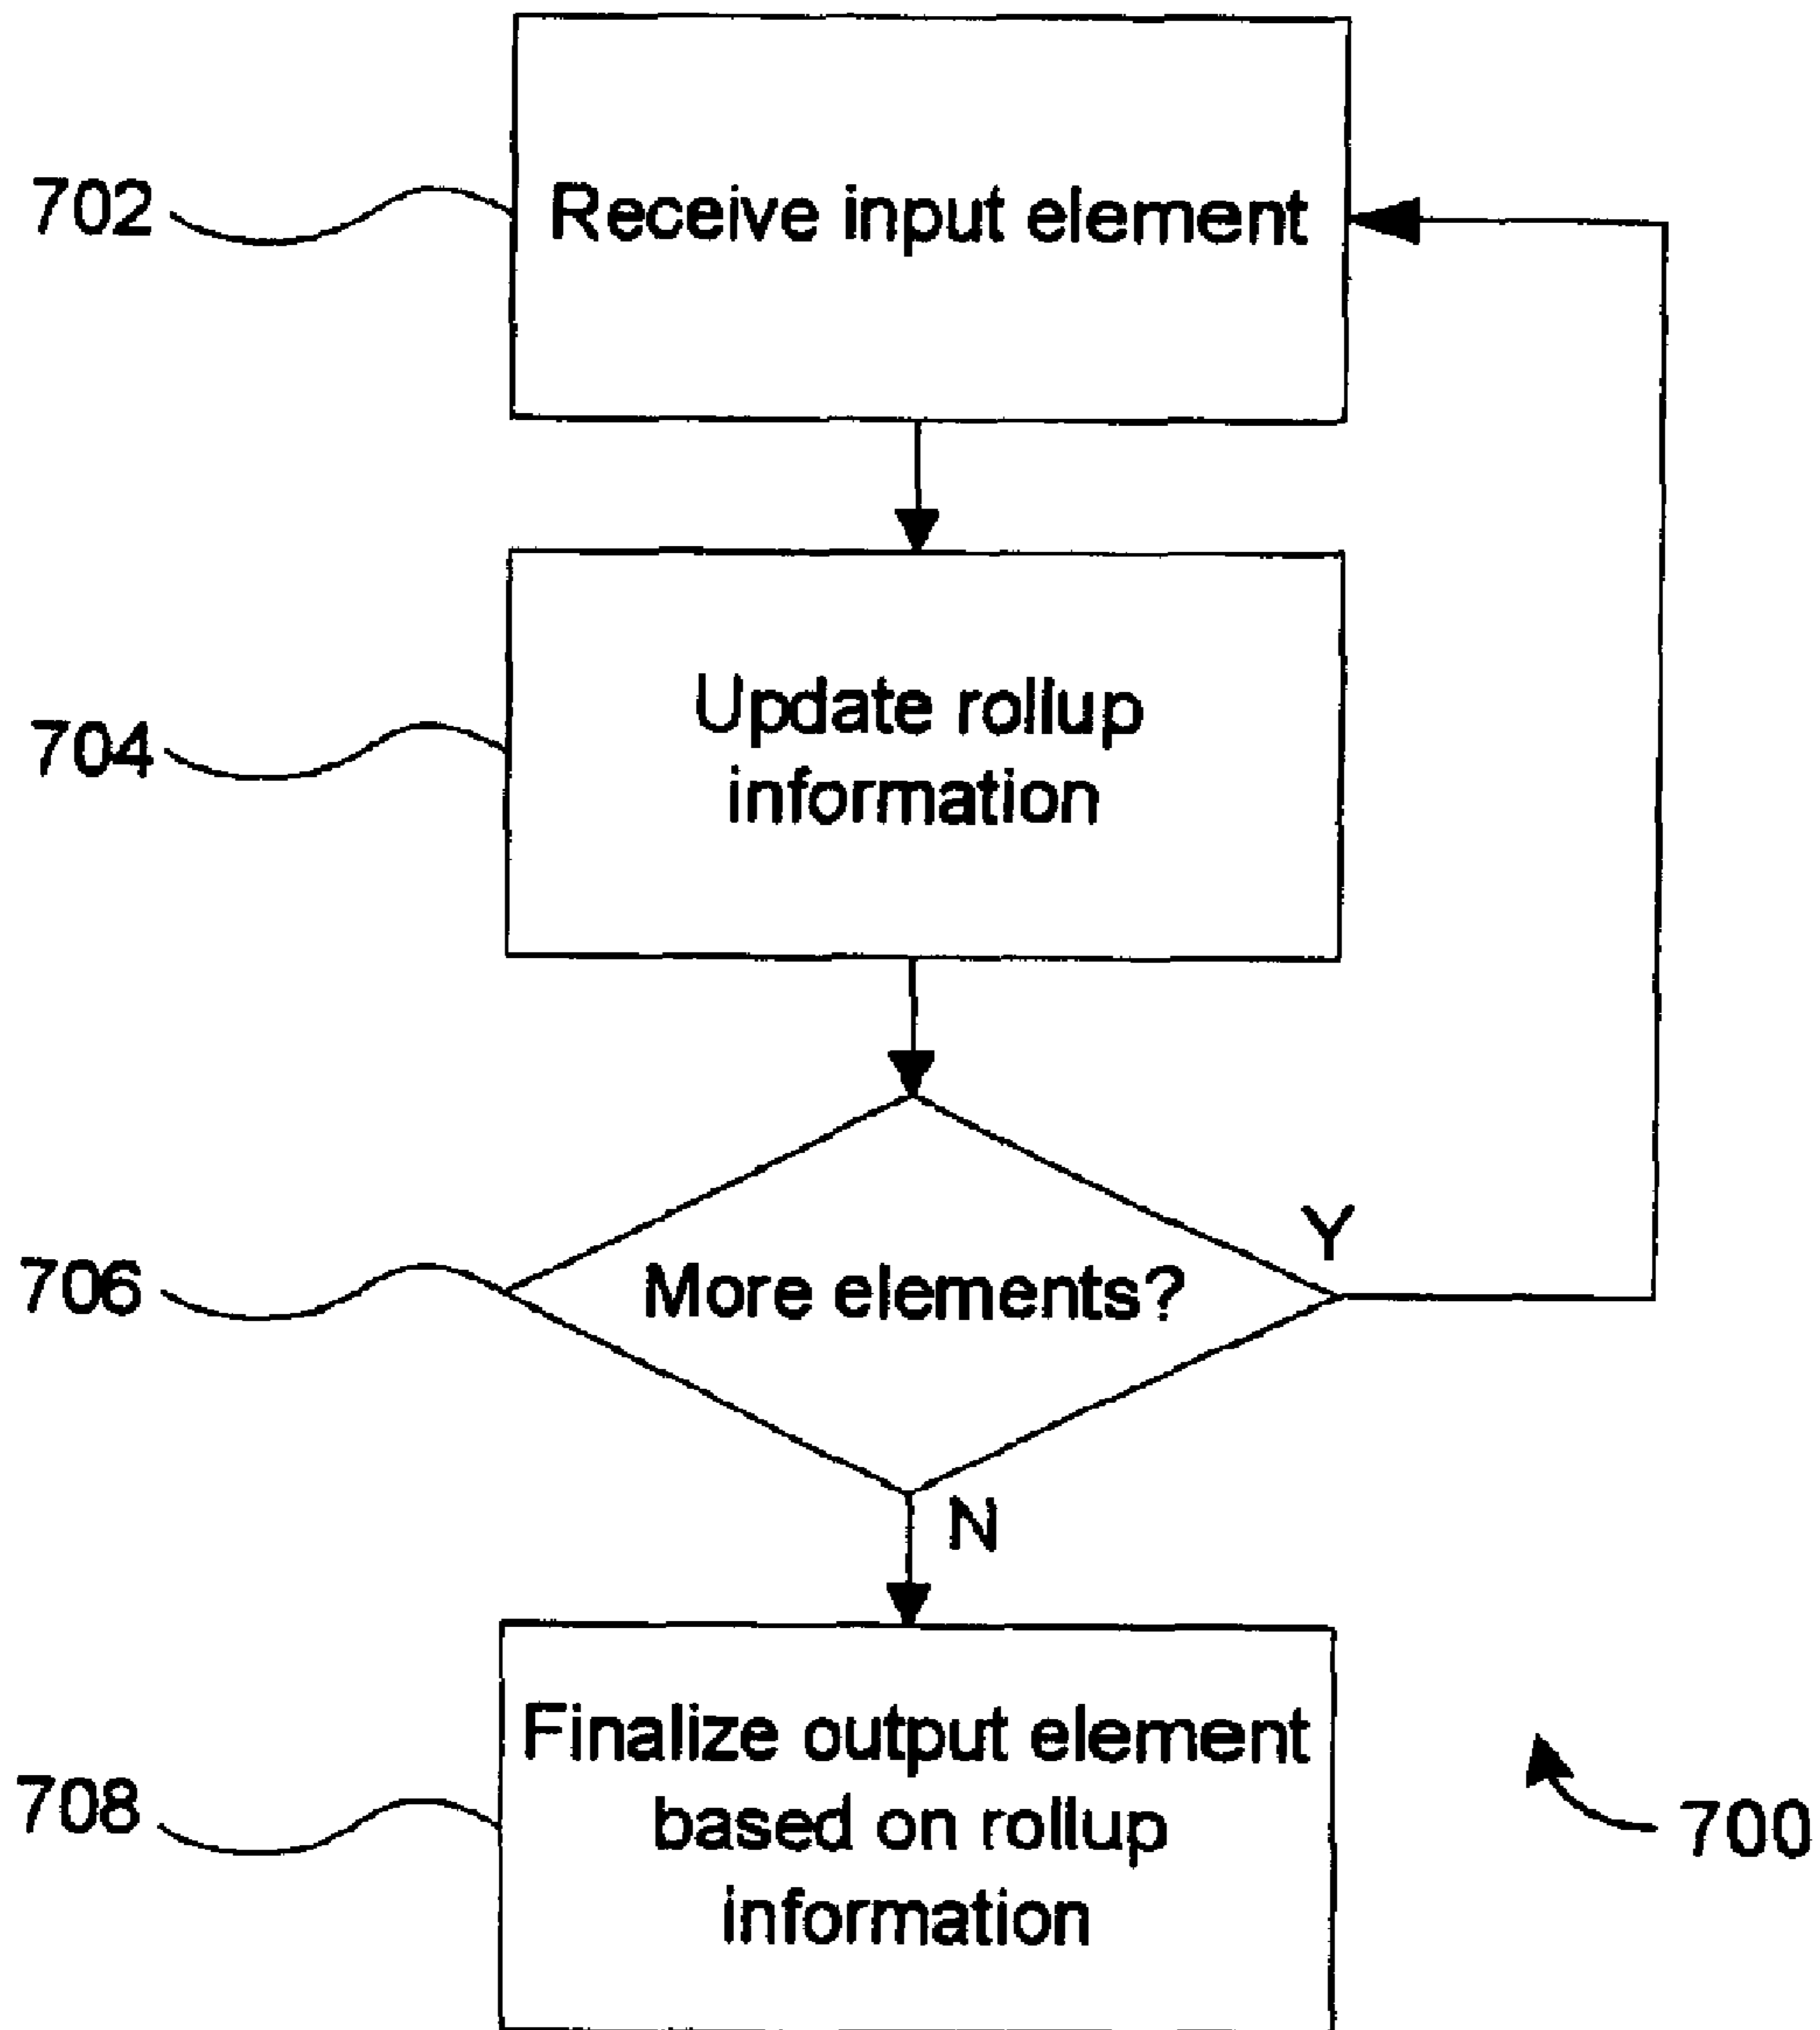 702
Receive input element
704
Update rollup
information
706
More elements?
Y
N
708
Finalize output element
based on rollup
information
700